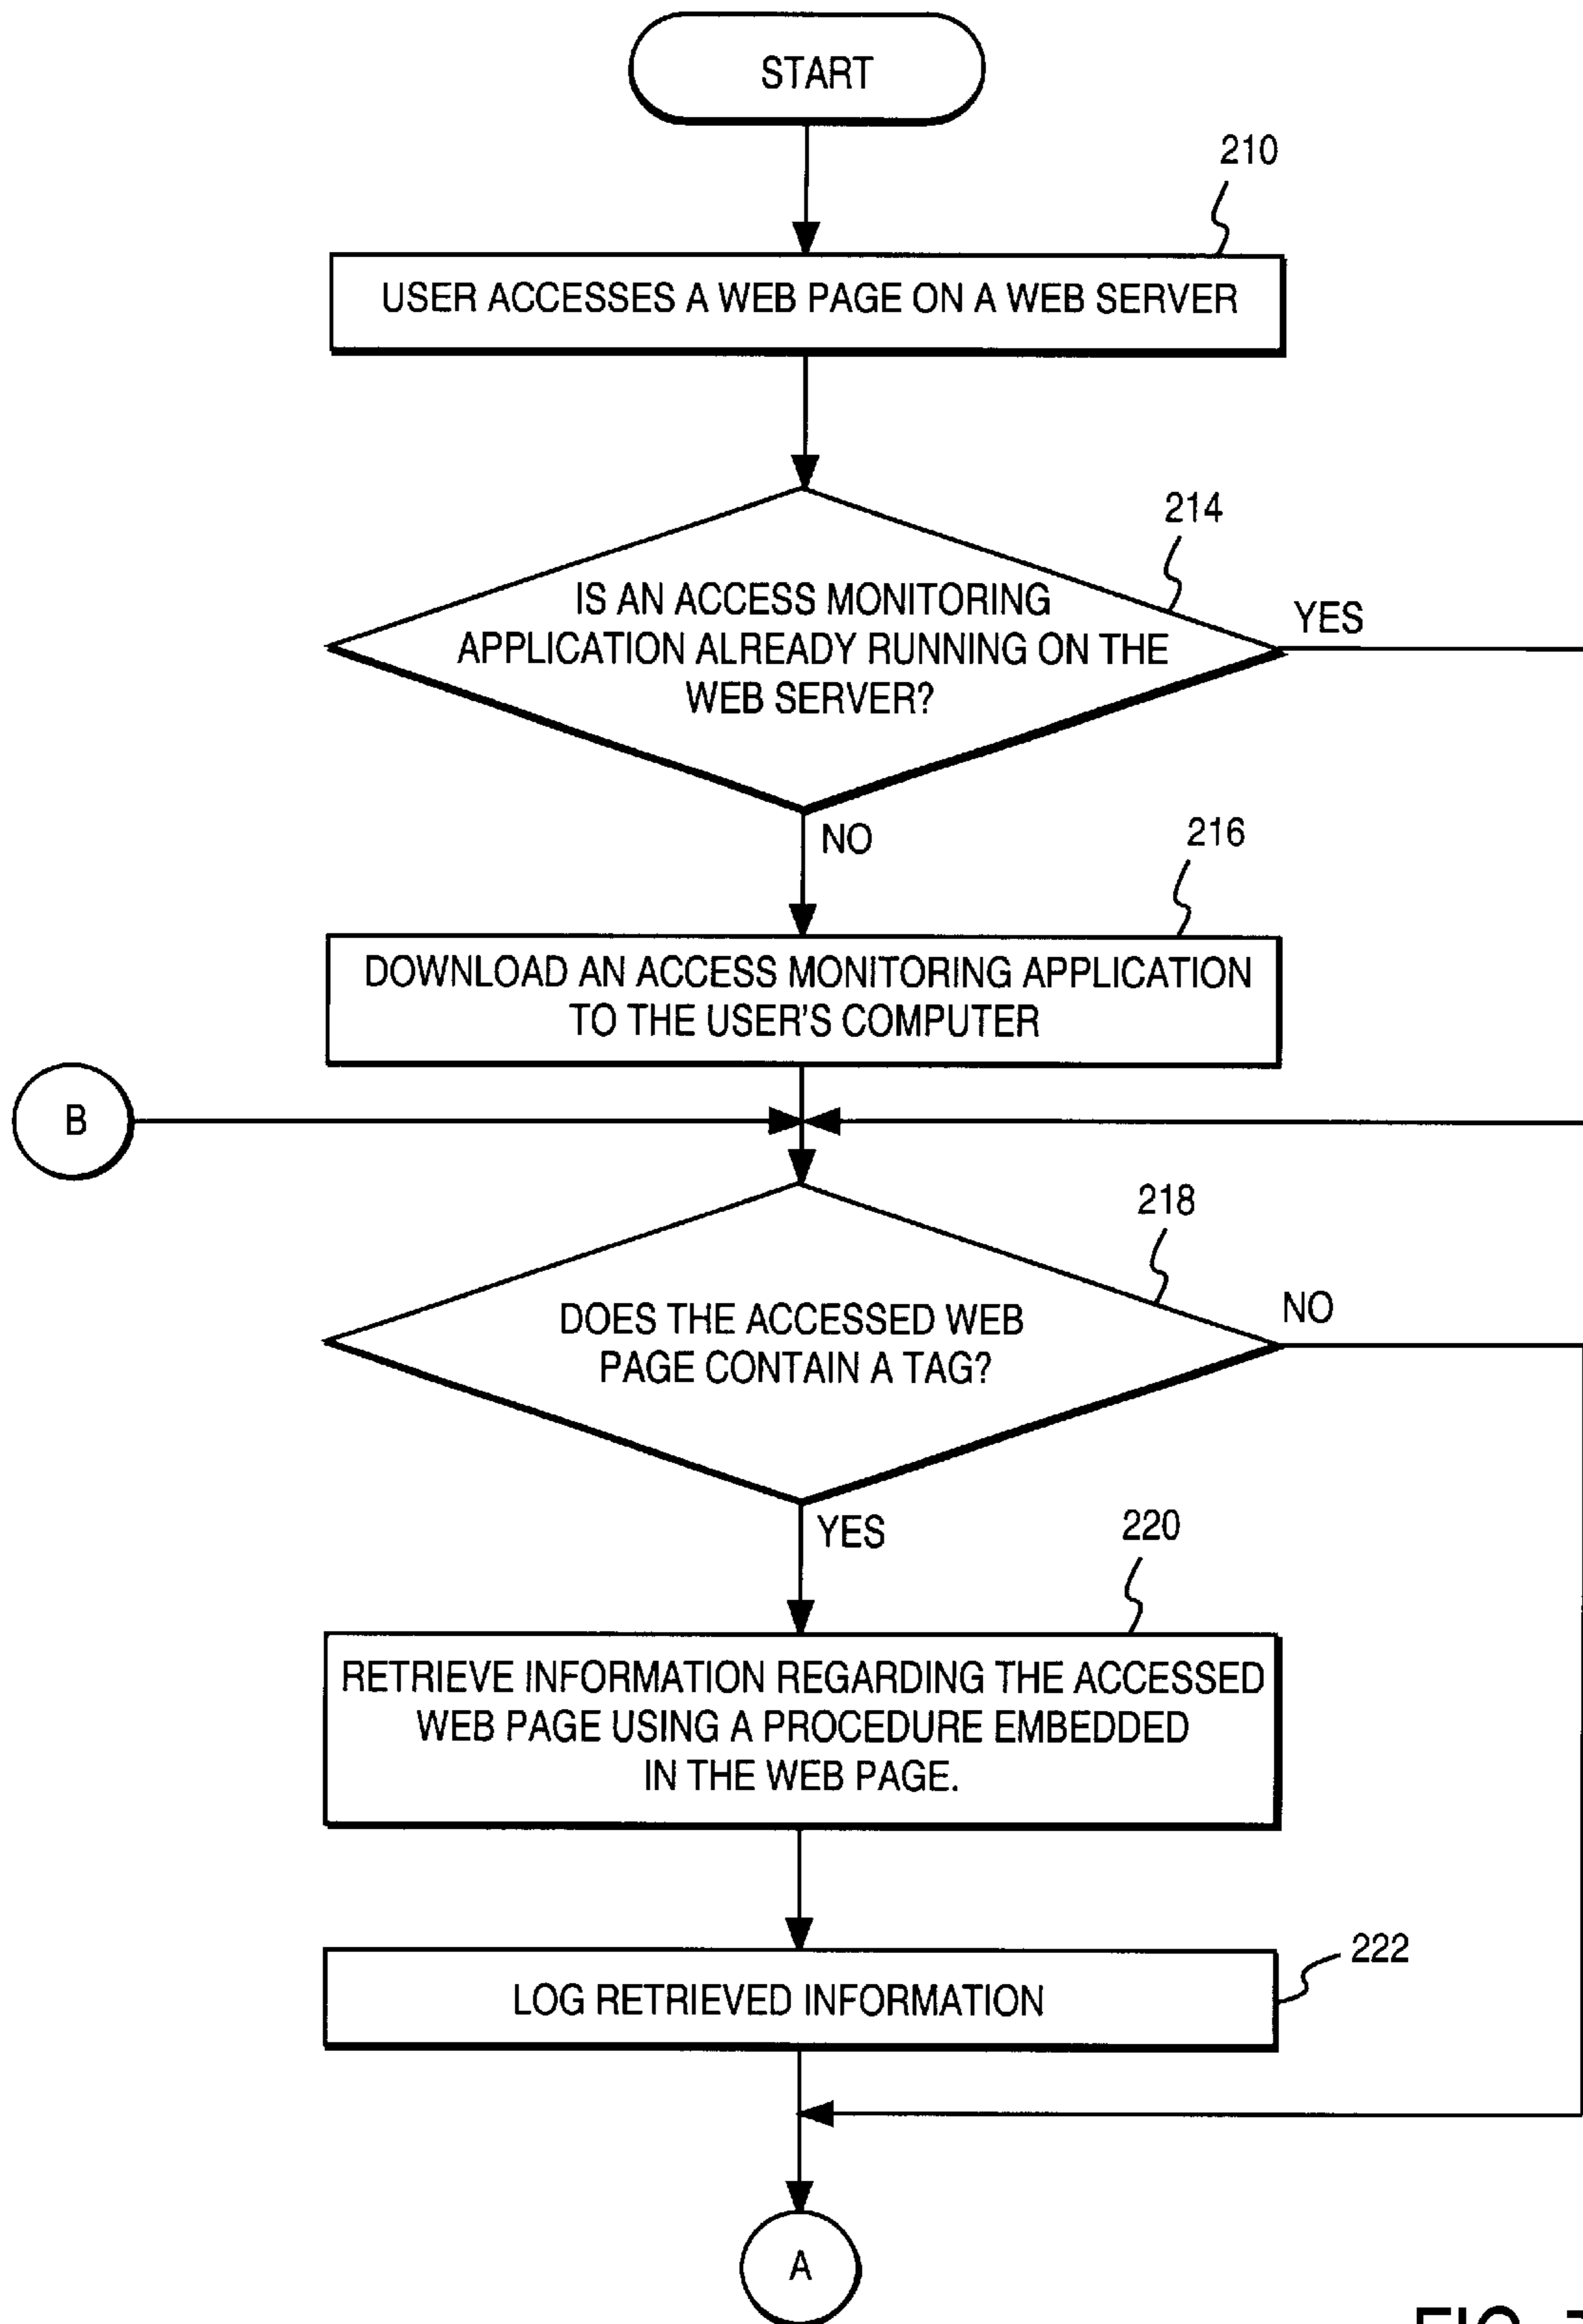 START
210
USER ACCESSES A WEB PAGE ON A WEB SERVER
214
IS AN ACCESS MONITORING
APPLICATION ALREADY RUNNING ON THE
WEB SERVER?
YES
NO
216
DOWNLOAD AN ACCESS MONITORING APPLICATION
TO THE USER'S COMPUTER
B
218
DOES THE ACCESSED WEB
PAGE CONTAIN A TAG?
NO
YES
220
RETRIEVE INFORMATION REGARDING THE ACCESSED
WEB PAGE USING A PROCEDURE EMBEDDED
IN THE WEB PAGE.
222
LOG RETRIEVED INFORMATION
A
FIG.